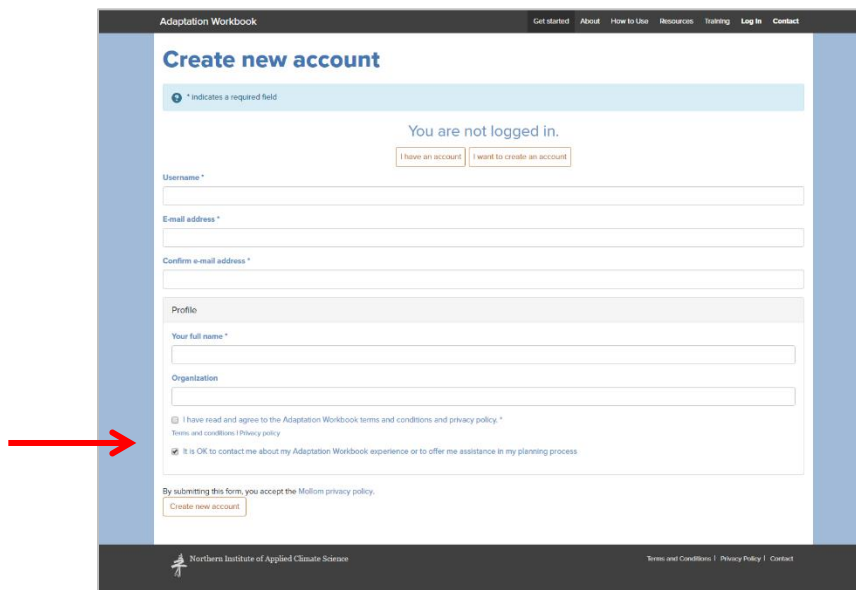 Adaptation Workbook
Get started About How to Use Resources Training Log In Contact
Create new account
* indicates a required field
You are not logged in.
I have an account I want to create an account
Username *
E-mail address *
Confirm e-mail address *
Profile
Your full name *
Organization
I have read and agree to the Adaptation Workbook terms and conditions and privacy policy. *
Terms and conditions | Privacy policy
It is OK to contact me about my Adaptation Workbook experience or to offer me assistance in my planning process
By submitting this form, you accept the Mollom privacy policy.
Create new account
Northern Institute of Applied Climate Science
Terms and Conditions | Privacy Policy | Contact